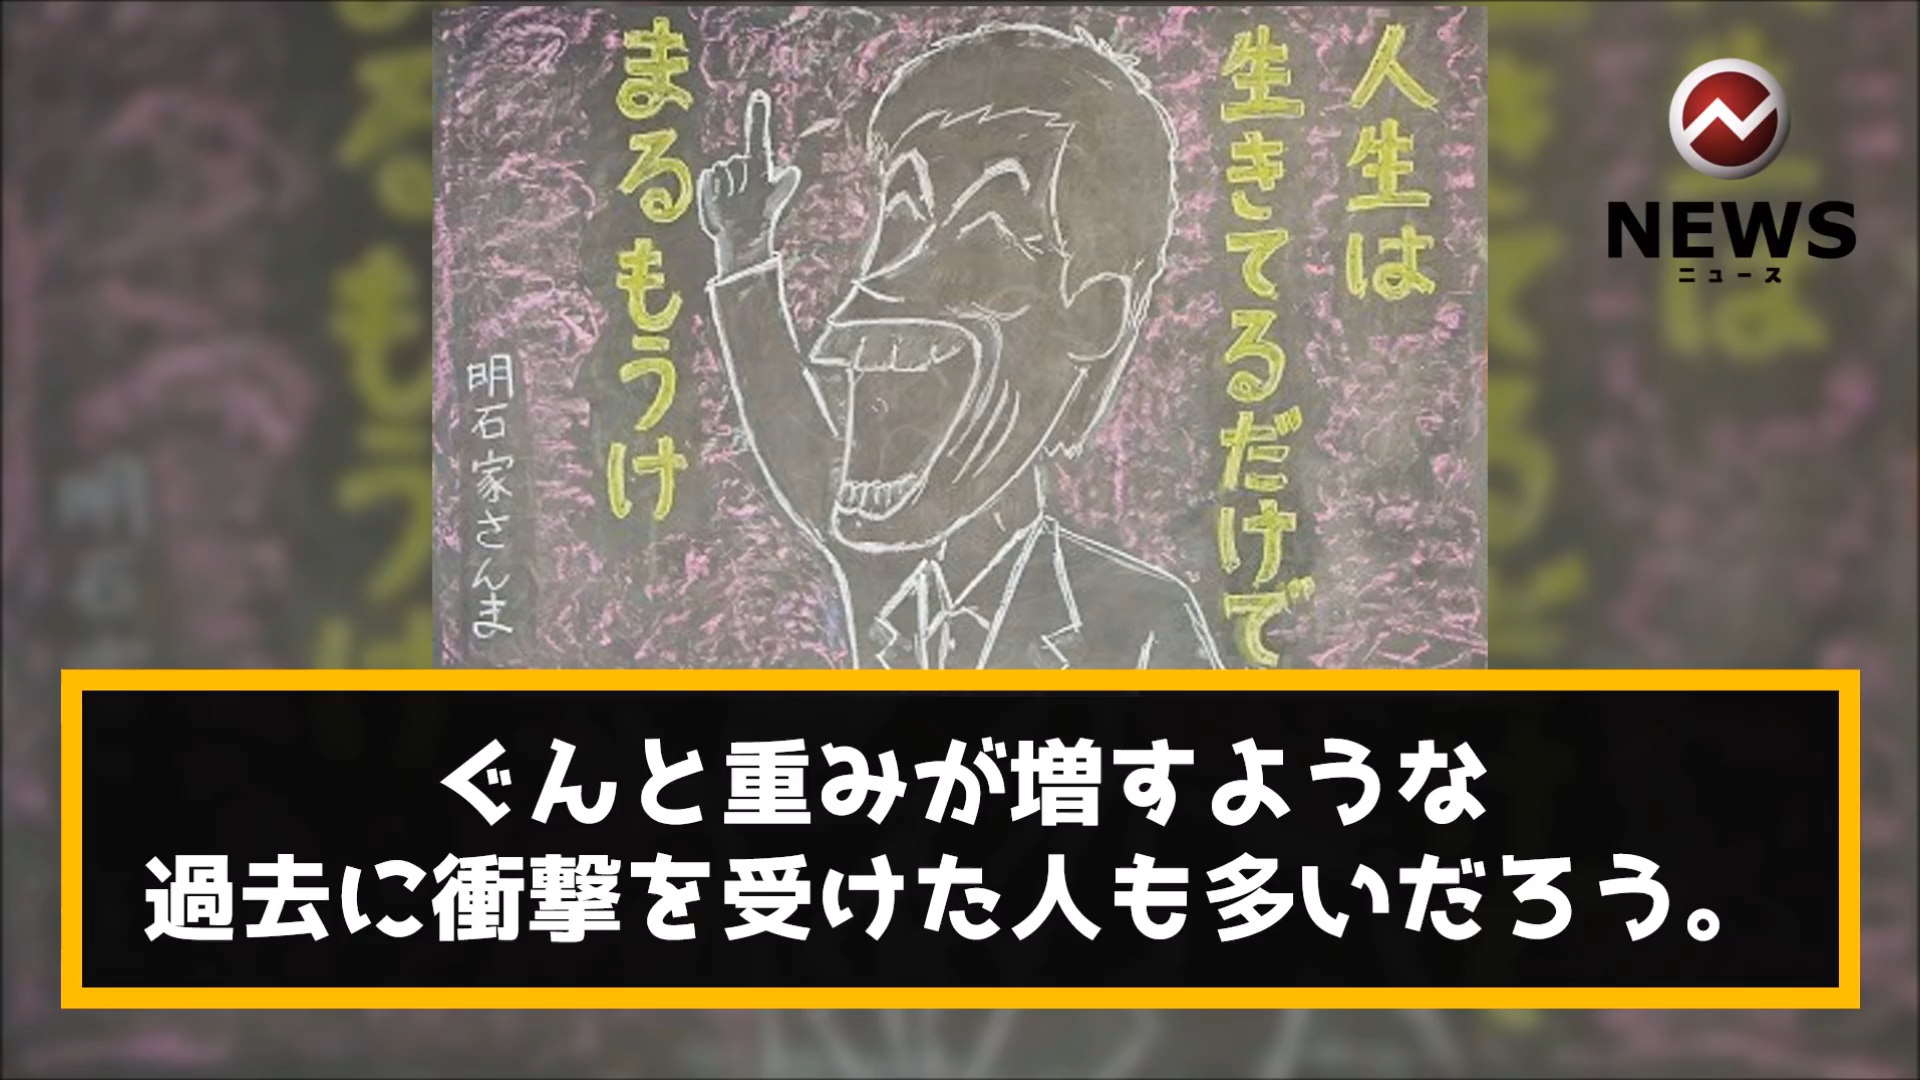 人生は
生きてるだけで
まるもうけ
明石家さんま
NEWS
ニュース
ぐんと重みが増すような
過去に衝撃を受けた人も多いだろう。